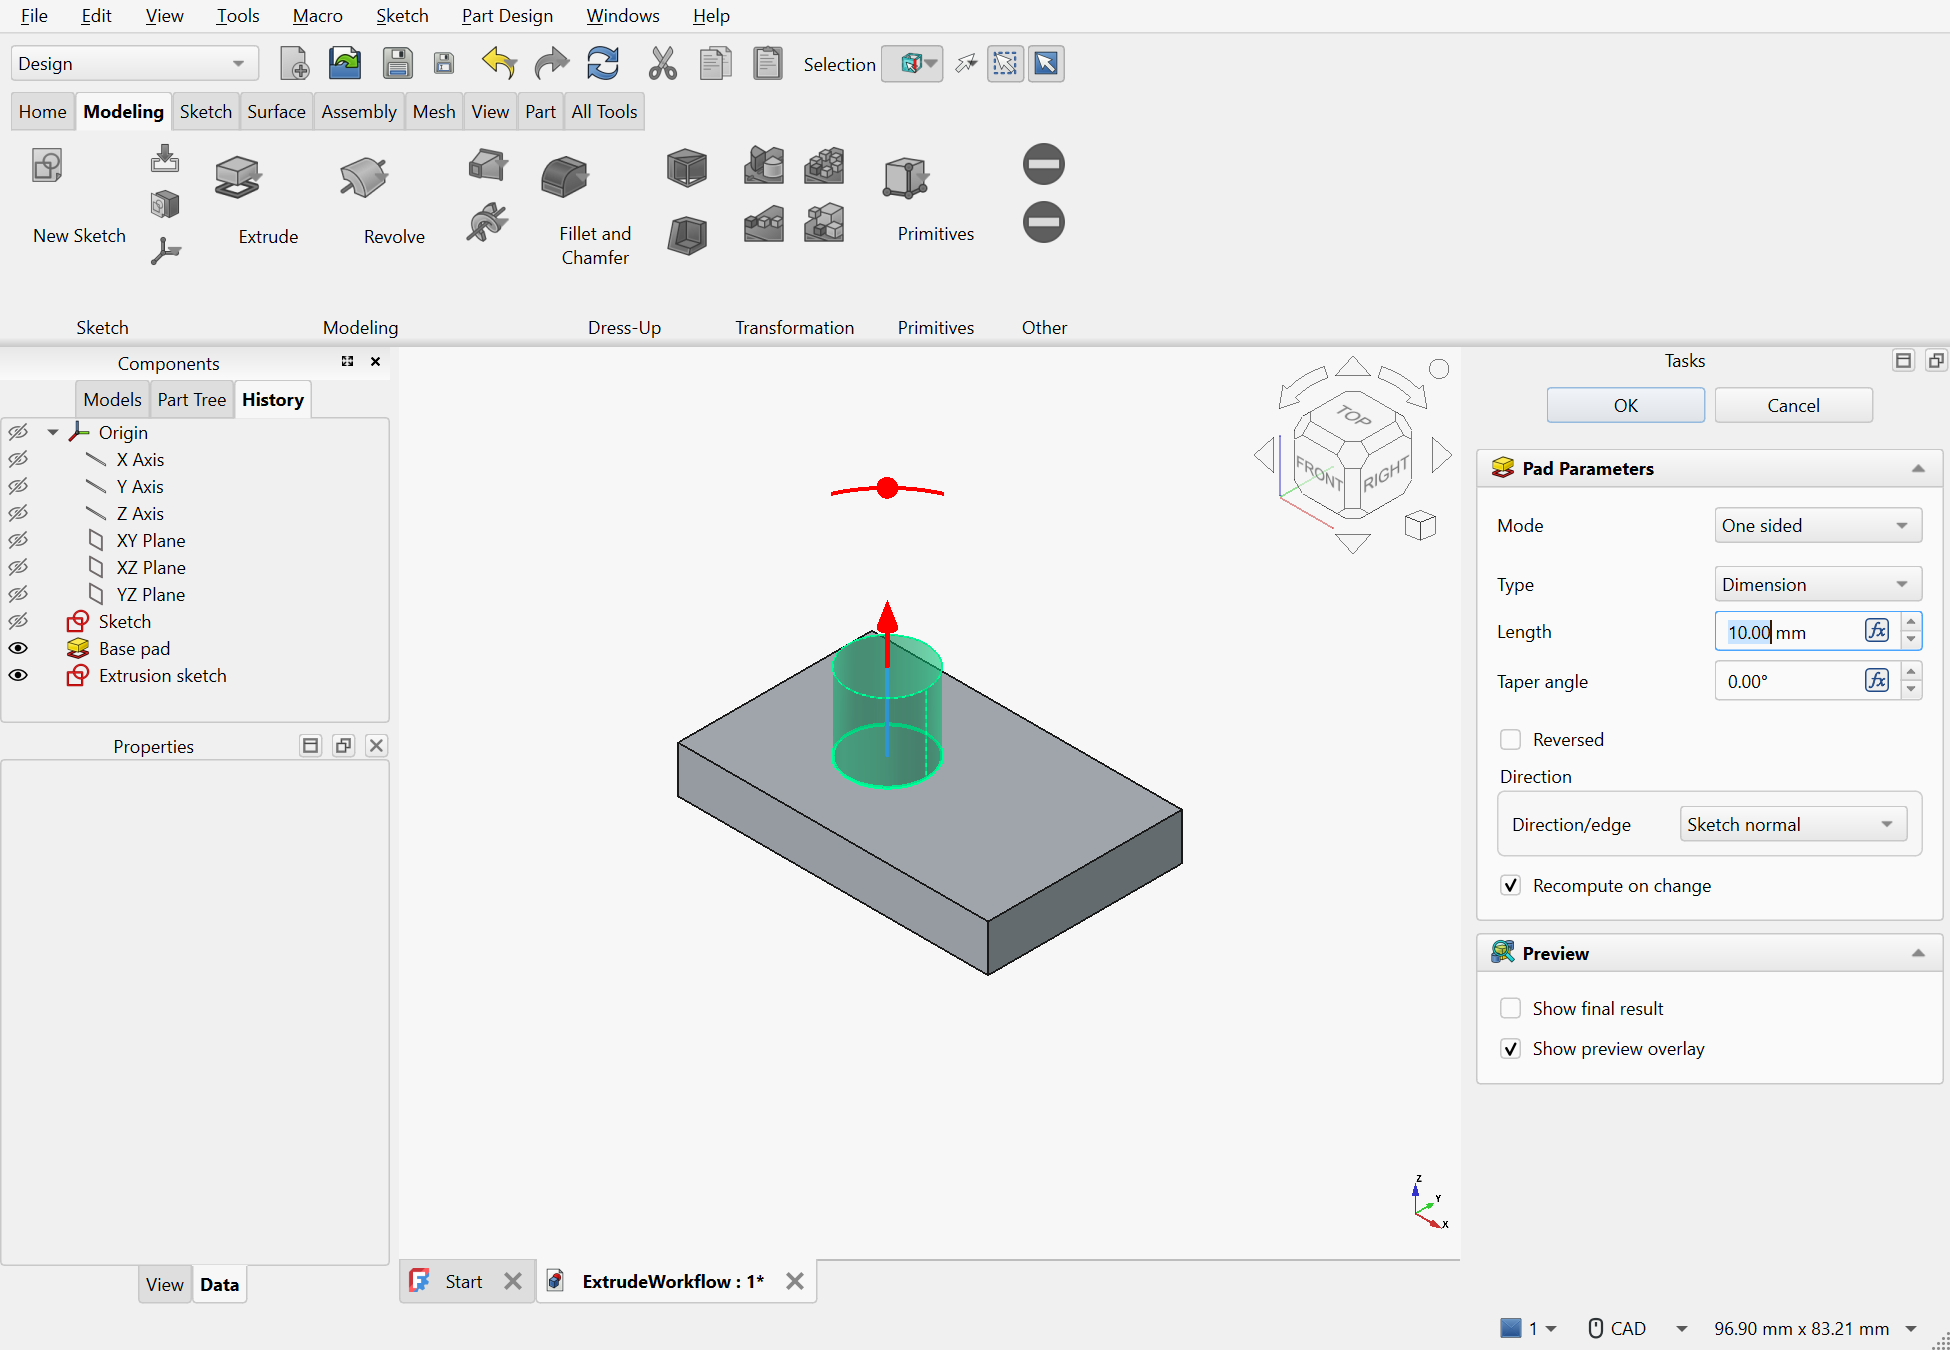 File Edit View Tools Macro Sketch Part Design Windows Help
Design
Selection
Home Modeling Sketch Surface Assembly Mesh View Part All Tools
New Sketch
Extrude
Revolve
Fillet and
Chamfer
Primitives
Sketch Modeling Dress-Up Transformation Primitives Other
Components
Models Part Tree History
Origin
X Axis
Y Axis
Z Axis
XY Plane
XZ Plane
YZ Plane
Sketch
Base pad
Extrusion sketch
Properties
View Data
TOP
FRONT
RIGHT
Z
Y
X
Start
ExtrudeWorkflow : 1*
Tasks
OK Cancel
Pad Parameters
Mode One sided
Type Dimension
Length 10.00 mm fx
Taper angle 0.00° fx
Reversed
Direction
Direction/edge Sketch normal
Recompute on change
Preview
Show final result
Show preview overlay
1 CAD 96.90 mm x 83.21 mm